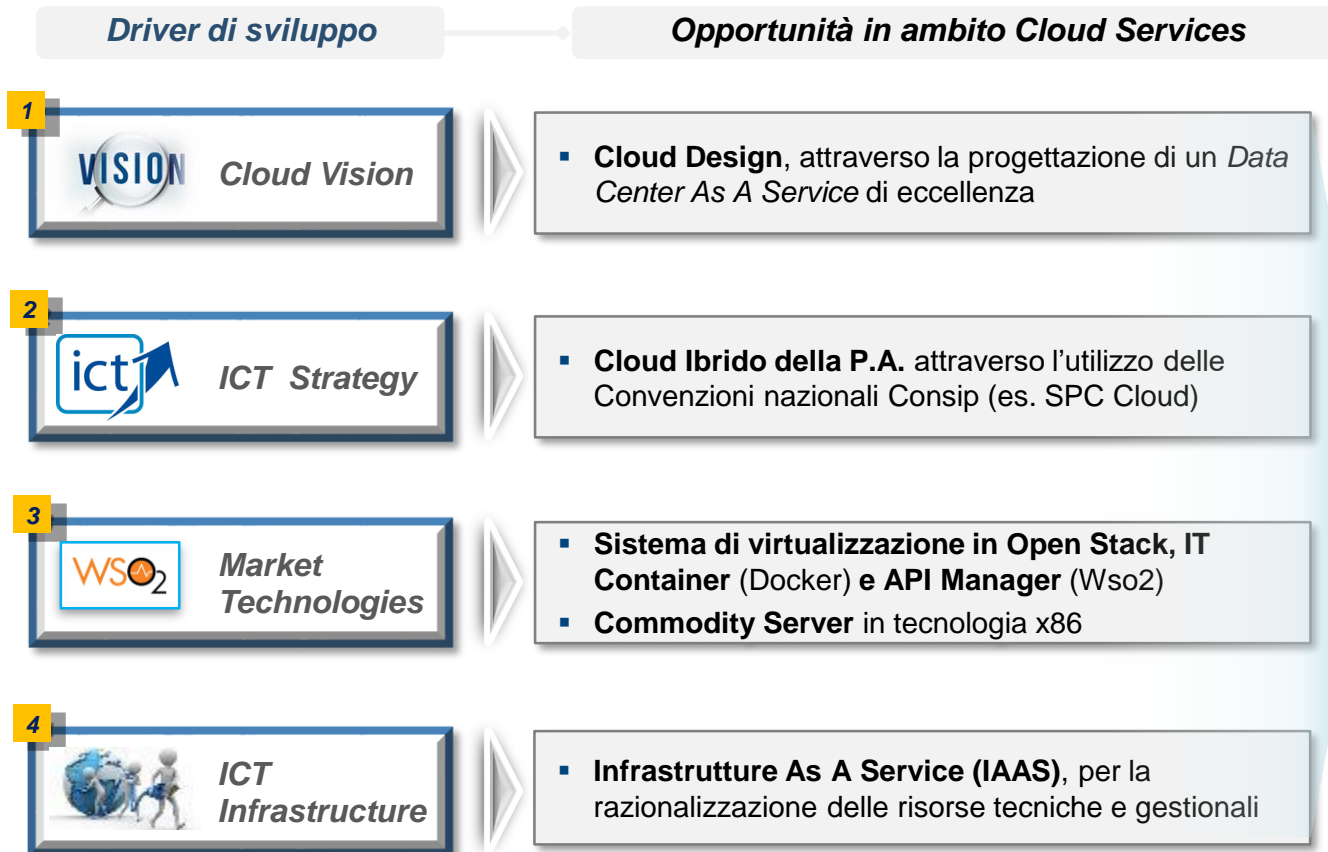 Driver di sviluppo
Opportunità in ambito Cloud Services
1
VISION
Cloud Vision
▪ Cloud Design, attraverso la progettazione di un Data
Center As A Service di eccellenza
2
ict
ICT Strategy
▪ Cloud Ibrido della P.A. attraverso l’utilizzo delle
Convenzioni nazionali Consip (es. SPC Cloud)
3
WSO2
Market
Technologies
▪ Sistema di virtualizzazione in Open Stack, IT
Container (Docker) e API Manager (Wso2)
▪ Commodity Server in tecnologia x86
4
ICT
Infrastructure
▪ Infrastrutture As A Service (IAAS), per la
razionalizzazione delle risorse tecniche e gestionali